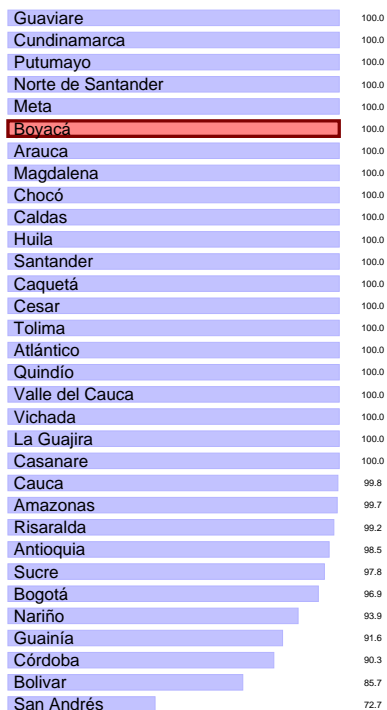 Guaviare 100.0
Cundinamarca 100.0
Putumayo 100.0
Norte de Santander 100.0
Meta 100.0
Boyacá 100.0
Arauca 100.0
Magdalena 100.0
Chocó 100.0
Caldas 100.0
Huila 100.0
Santander 100.0
Caquetá 100.0
Cesar 100.0
Tolima 100.0
Atlántico 100.0
Quindío 100.0
Valle del Cauca 100.0
Vichada 100.0
La Guajira 100.0
Casanare 100.0
Cauca 99.8
Amazonas 99.7
Risaralda 99.2
Antioquia 98.5
Sucre 97.8
Bogotá 96.9
Nariño 93.9
Guainía 91.6
Córdoba 90.3
Bolivar 85.7
San Andrés 72.7